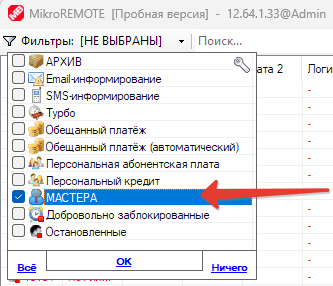 MikroREMOTE [Пробная версия] - 12.64.1.33@Admin
Фильтры: [НЕ ВЫБРАНЫ] Поиск...
АРХИВ
ата 2 Логи
Email-информирование
SMS-информирование
Турбо
Обещанный платёж
Обещанный платёж (автоматический)
Персональная абонентская плата
Персональный кредит
МАСТЕРА
Добровольно заблокированные
Остановленные
Всё OK Ничего